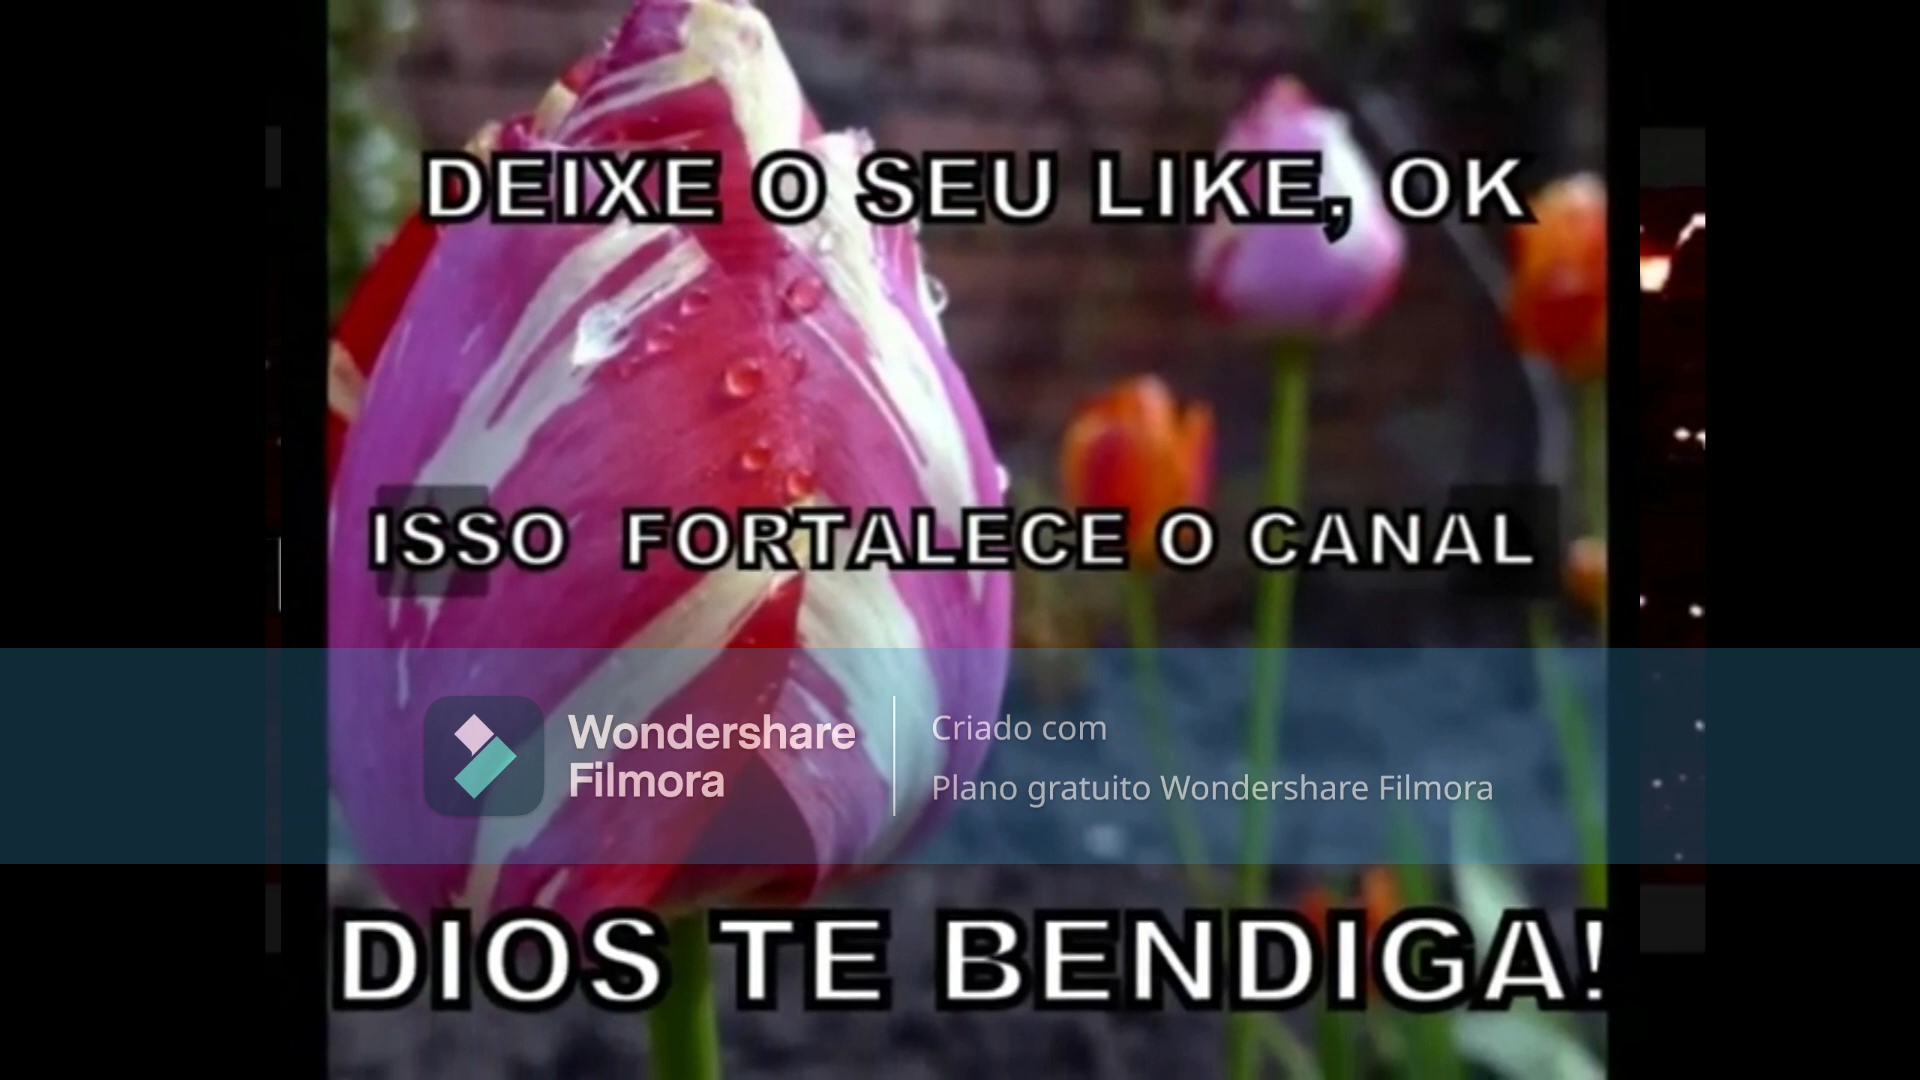 DEIXE O SEU LIKE, OK
ISSO FORTALECE O CANAL
Wondershare
Filmora
Criado com
Plano gratuito Wondershare Filmora
DIOS TE BENDIGA!